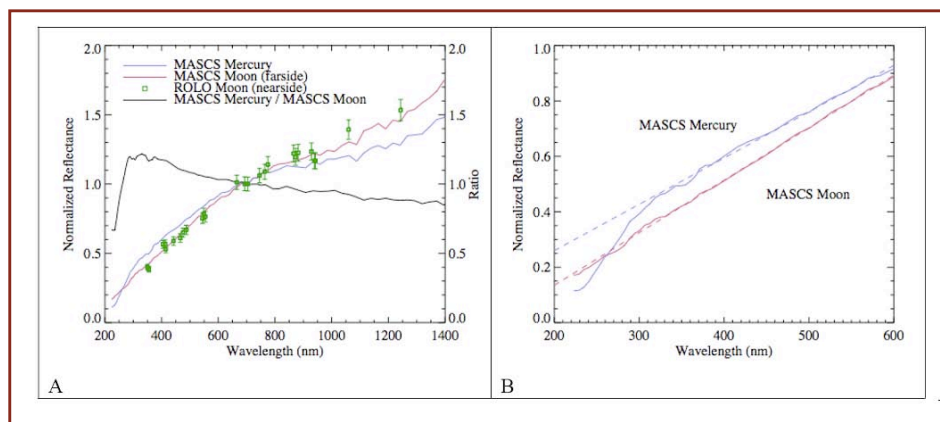 2.0
1.5
1.0
0.5
0.0
Normalized Reflectance
MASCS Mercury
MASCS Moon (farside)
ROLO Moon (nearside)
MASCS Mercury / MASCS Moon
2.0
1.5
1.0
0.5
0.0
Ratio
200 400 600 800 1000 1200 1400
Wavelength (nm)
A
1.0
0.8
0.6
0.4
0.2
0.0
Normalized Reflectance
MASCS Mercury
MASCS Moon
200 300 400 500 600
Wavelength (nm)
B